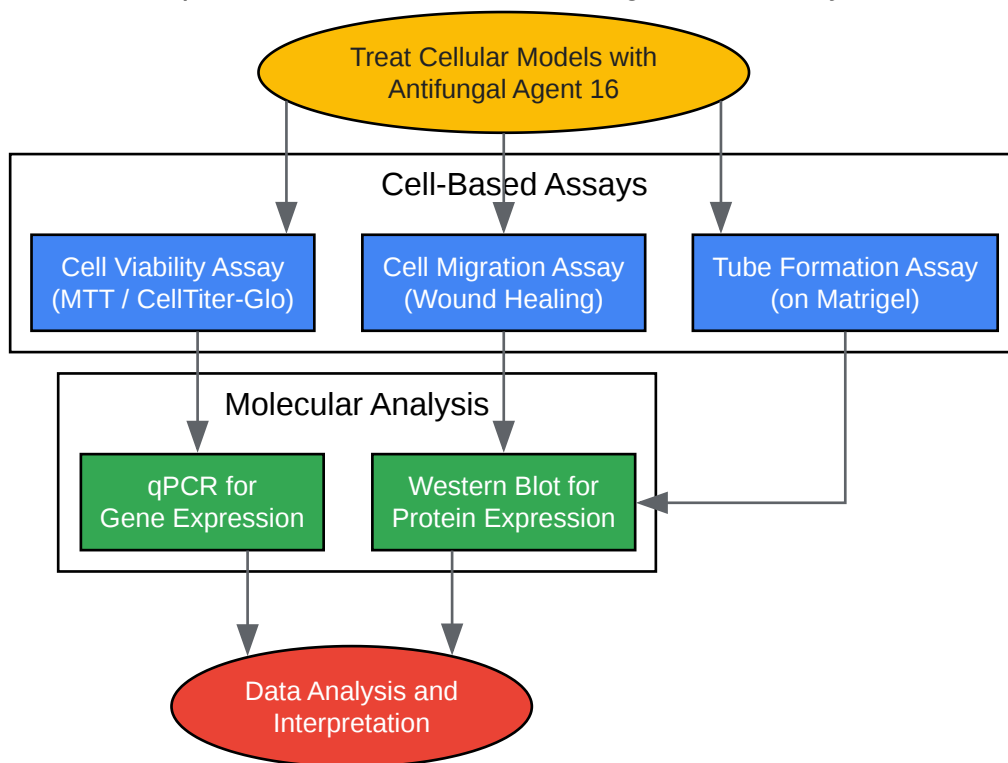 Treat Cellular Models with
Antifungal Agent 16
Cell-Based Assays
Cell Viability Assay
(MTT / CellTiter-Glo)
Cell Migration Assay
(Wound Healing)
Tube Formation Assay
(on Matrigel)
Molecular Analysis
qPCR for
Gene Expression
Western Blot for
Protein Expression
Data Analysis and
Interpretation